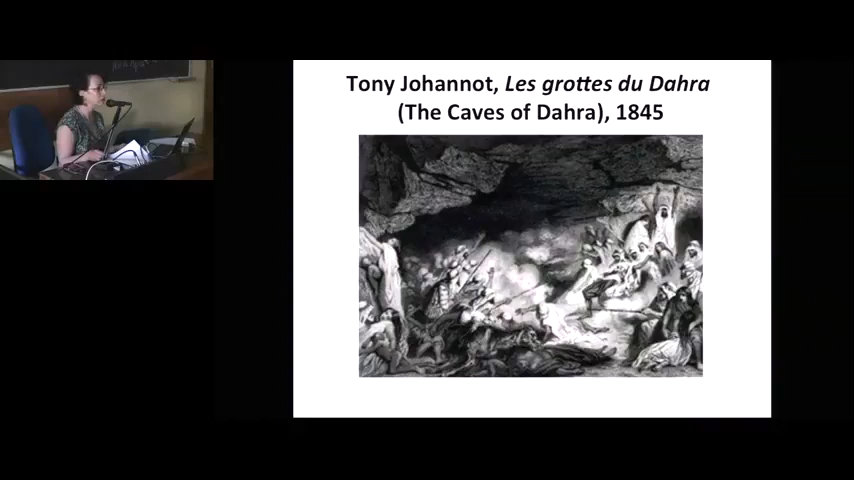 Tony Johannot, Les grottes du Dahra
(The Caves of Dahra), 1845